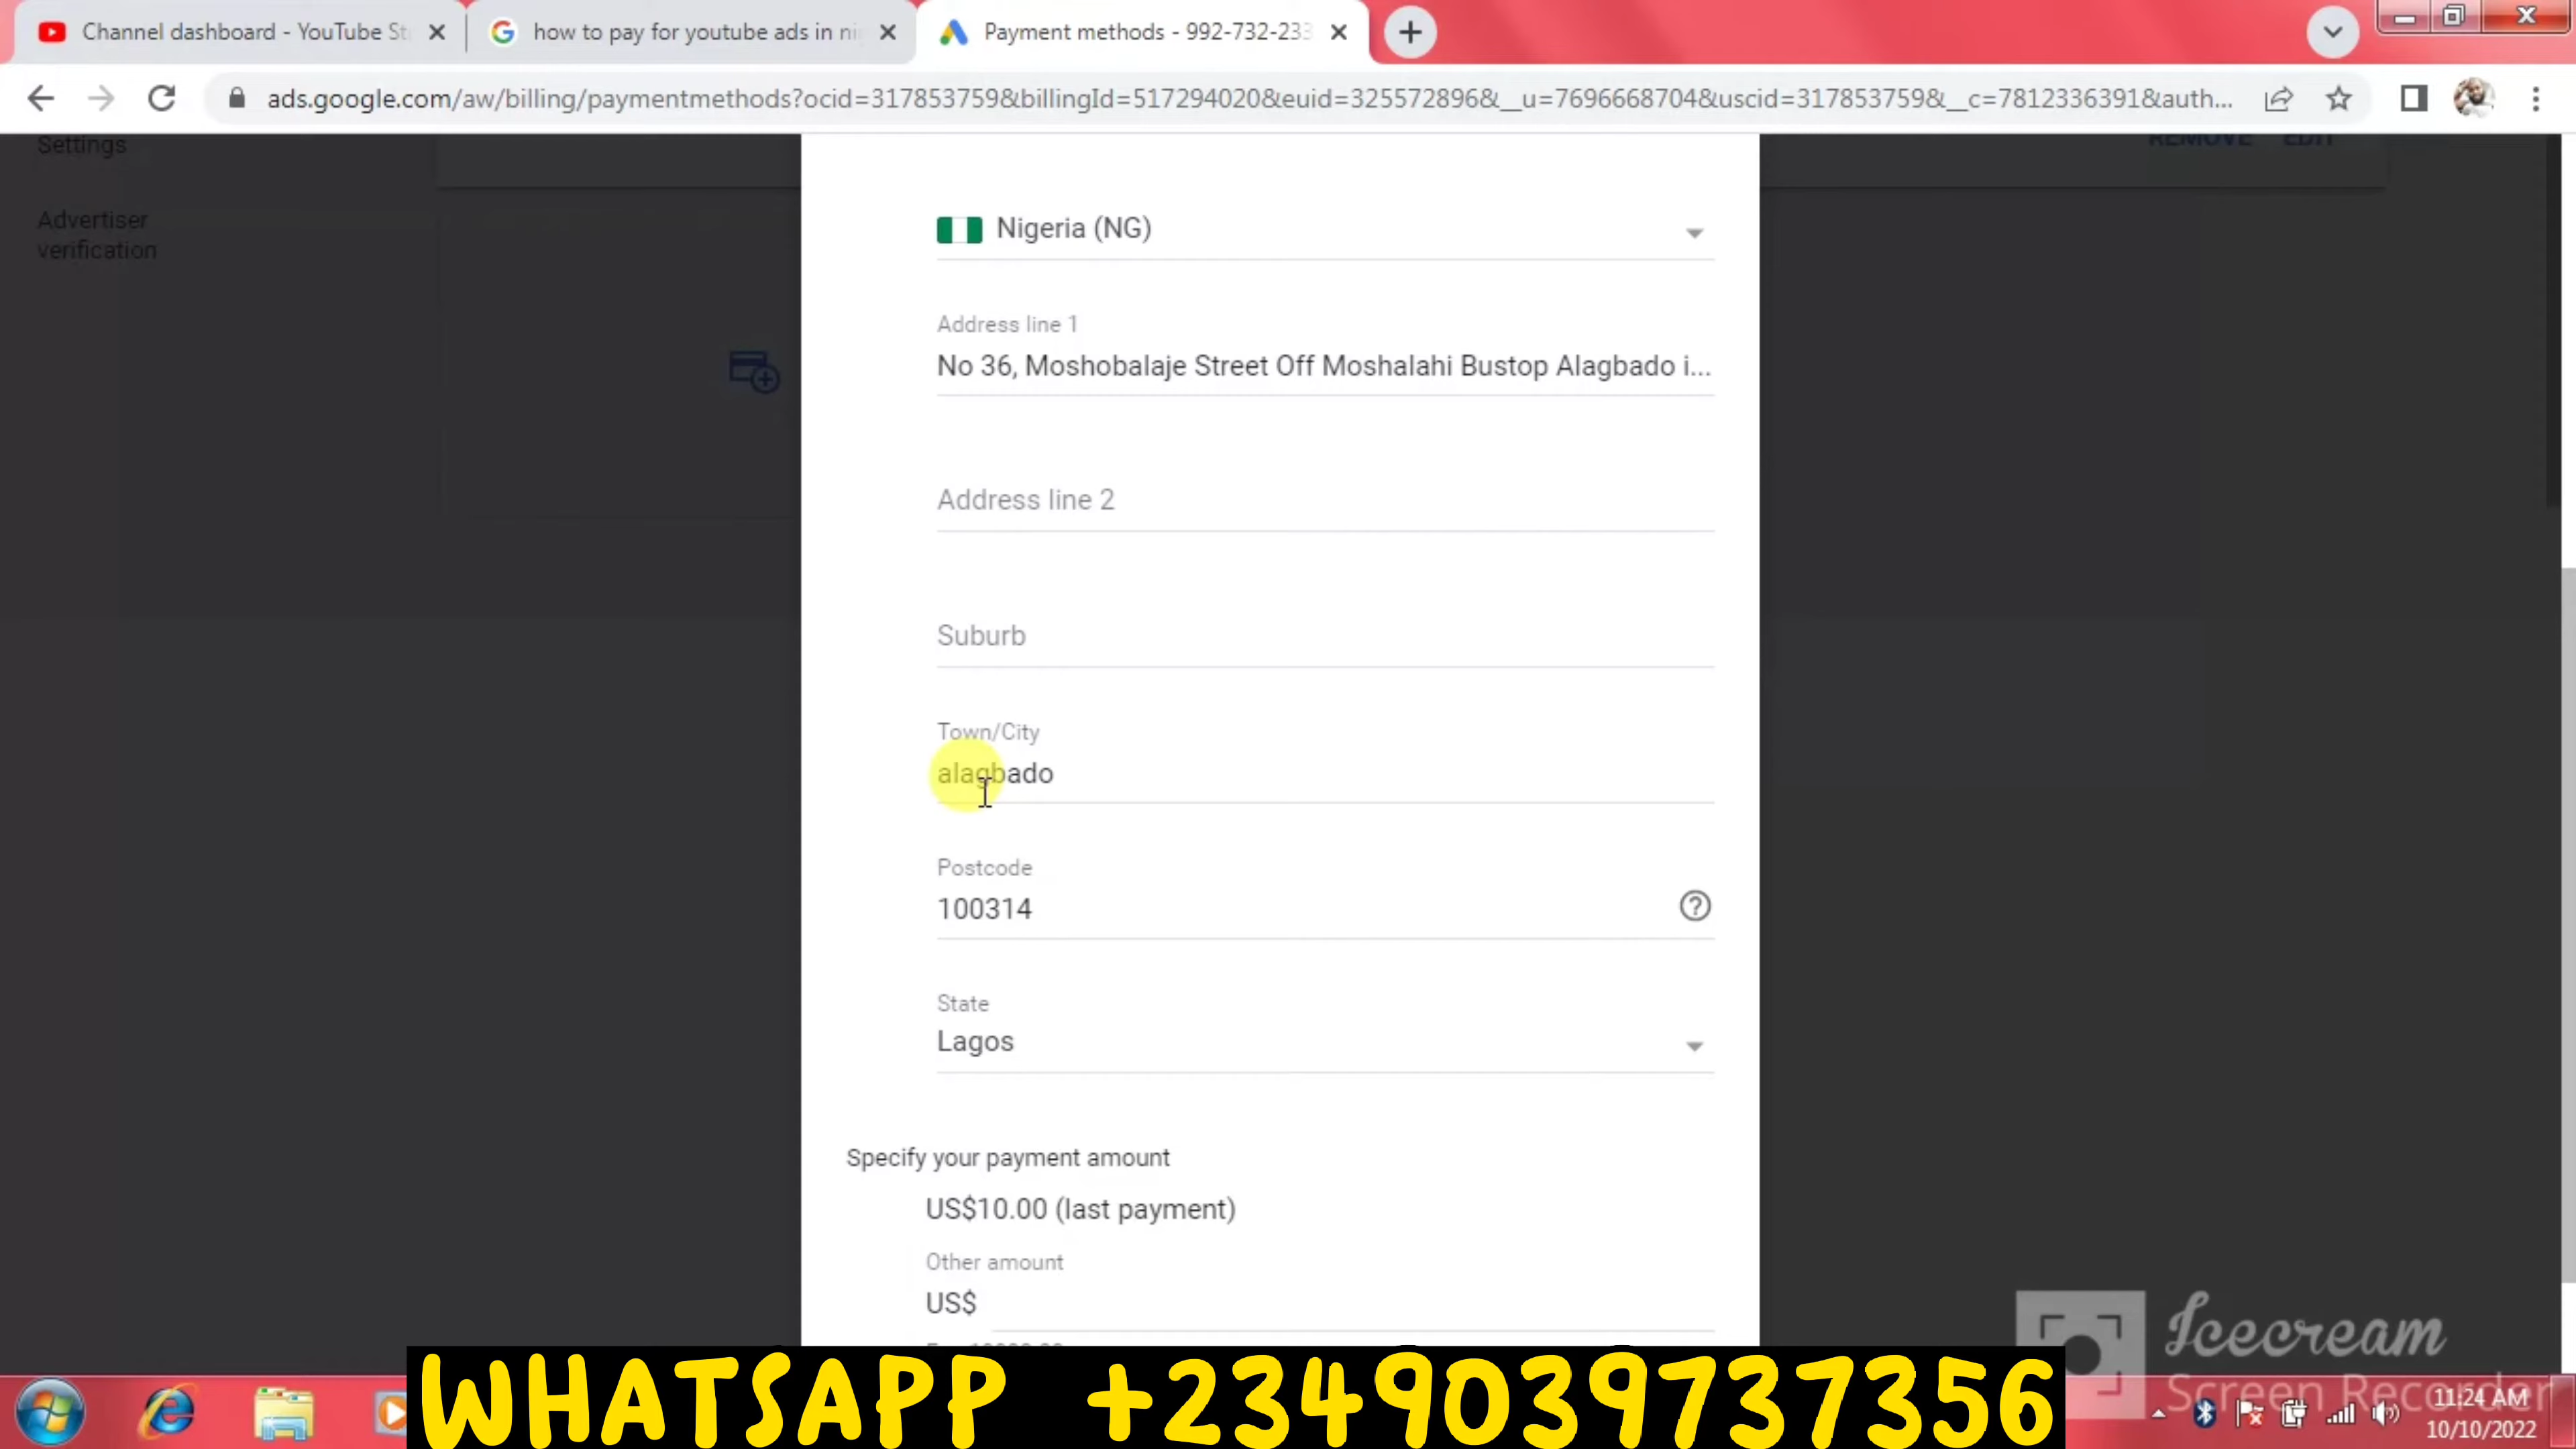 Channel dashboard - YouTube St
how to pay for youtube ads in ni
Payment methods - 992-732-233
ads.google.com/aw/billing/paymentmethods?ocid=317853759&billingId=517294020&euid=325572896&__u=7696668704&uscid=317853759&__c=7812336391&auth...
Settings
REMOVE EDIT
Advertiser
verification
Nigeria (NG)
Address line 1
No 36, Moshobalaje Street Off Moshalahi Bustop Alagbado i...
Address line 2
Suburb
Town/City
alagbado
Postcode
100314
State
Lagos
Specify your payment amount
US$10.00 (last payment)
Other amount
US$
Icecream
Screen Recorder
WHATSAPP +2349039737356
11:24 AM
10/10/2022